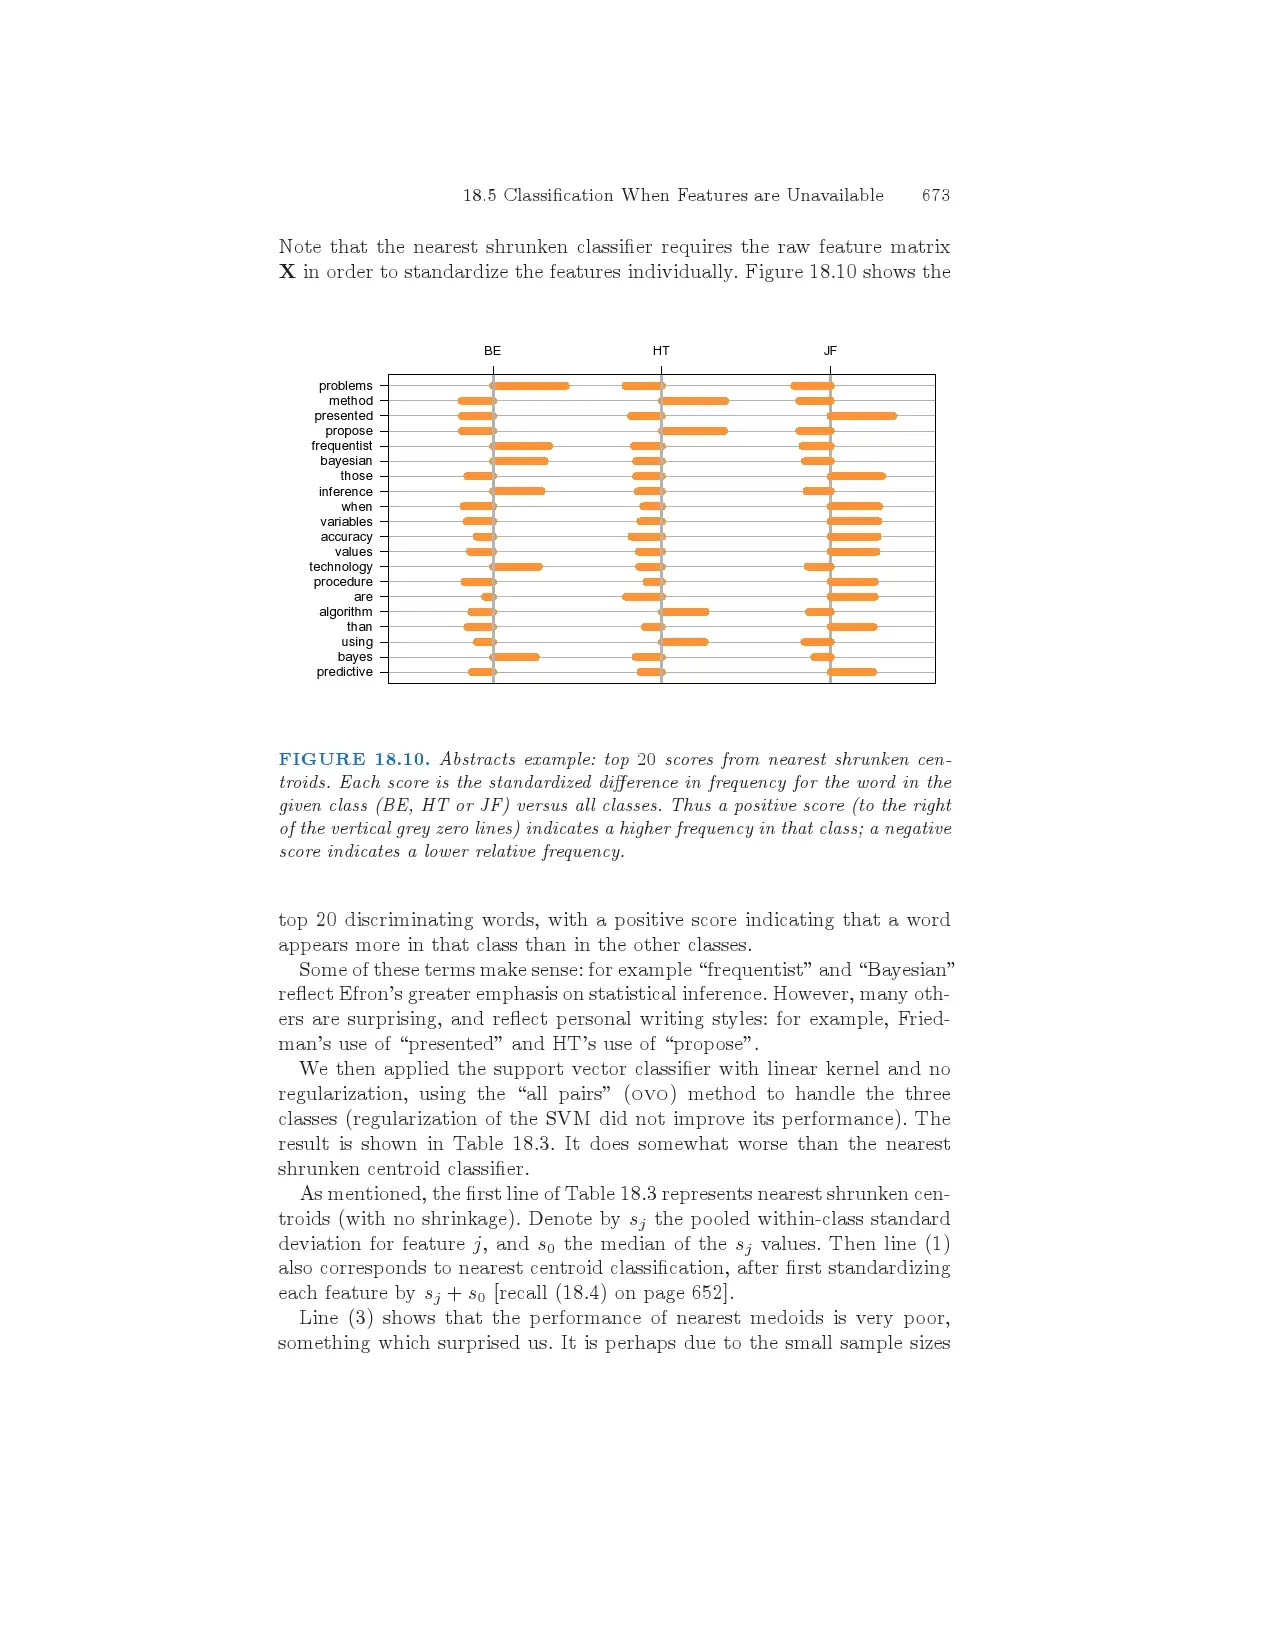 18.5 Classification When Features are Unavailable 673
Note that the nearest shrunken classifier requires the raw feature matrix
X in order to standardize the features individually. Figure 18.10 shows the
BE HT JF
problems
method
presented
propose
frequentist
bayesian
those
inference
when
variables
accuracy
values
technology
procedure
are
algorithm
than
using
bayes
predictive
FIGURE 18.10. Abstracts example: top 20 scores from nearest shrunken cen-
troids. Each score is the standardized difference in frequency for the word in the
given class (BE, HT or JF) versus all classes. Thus a positive score (to the right
of the vertical grey zero lines) indicates a higher frequency in that class; a negative
score indicates a lower relative frequency.
top 20 discriminating words, with a positive score indicating that a word
appears more in that class than in the other classes.
Some of these terms make sense: for example “frequentist” and “Bayesian”
reflect Efron’s greater emphasis on statistical inference. However, many oth-
ers are surprising, and reflect personal writing styles: for example, Fried-
man’s use of “presented” and HT’s use of “propose”.
We then applied the support vector classifier with linear kernel and no
regularization, using the “all pairs” (OVO) method to handle the three
classes (regularization of the SVM did not improve its performance). The
result is shown in Table 18.3. It does somewhat worse than the nearest
shrunken centroid classifier.
As mentioned, the first line of Table 18.3 represents nearest shrunken cen-
troids (with no shrinkage). Denote by sj the pooled within-class standard
deviation for feature j, and s0 the median of the sj values. Then line (1)
also corresponds to nearest centroid classification, after first standardizing
each feature by sj + s0 [recall (18.4) on page 652].
Line (3) shows that the performance of nearest medoids is very poor,
something which surprised us. It is perhaps due to the small sample sizes